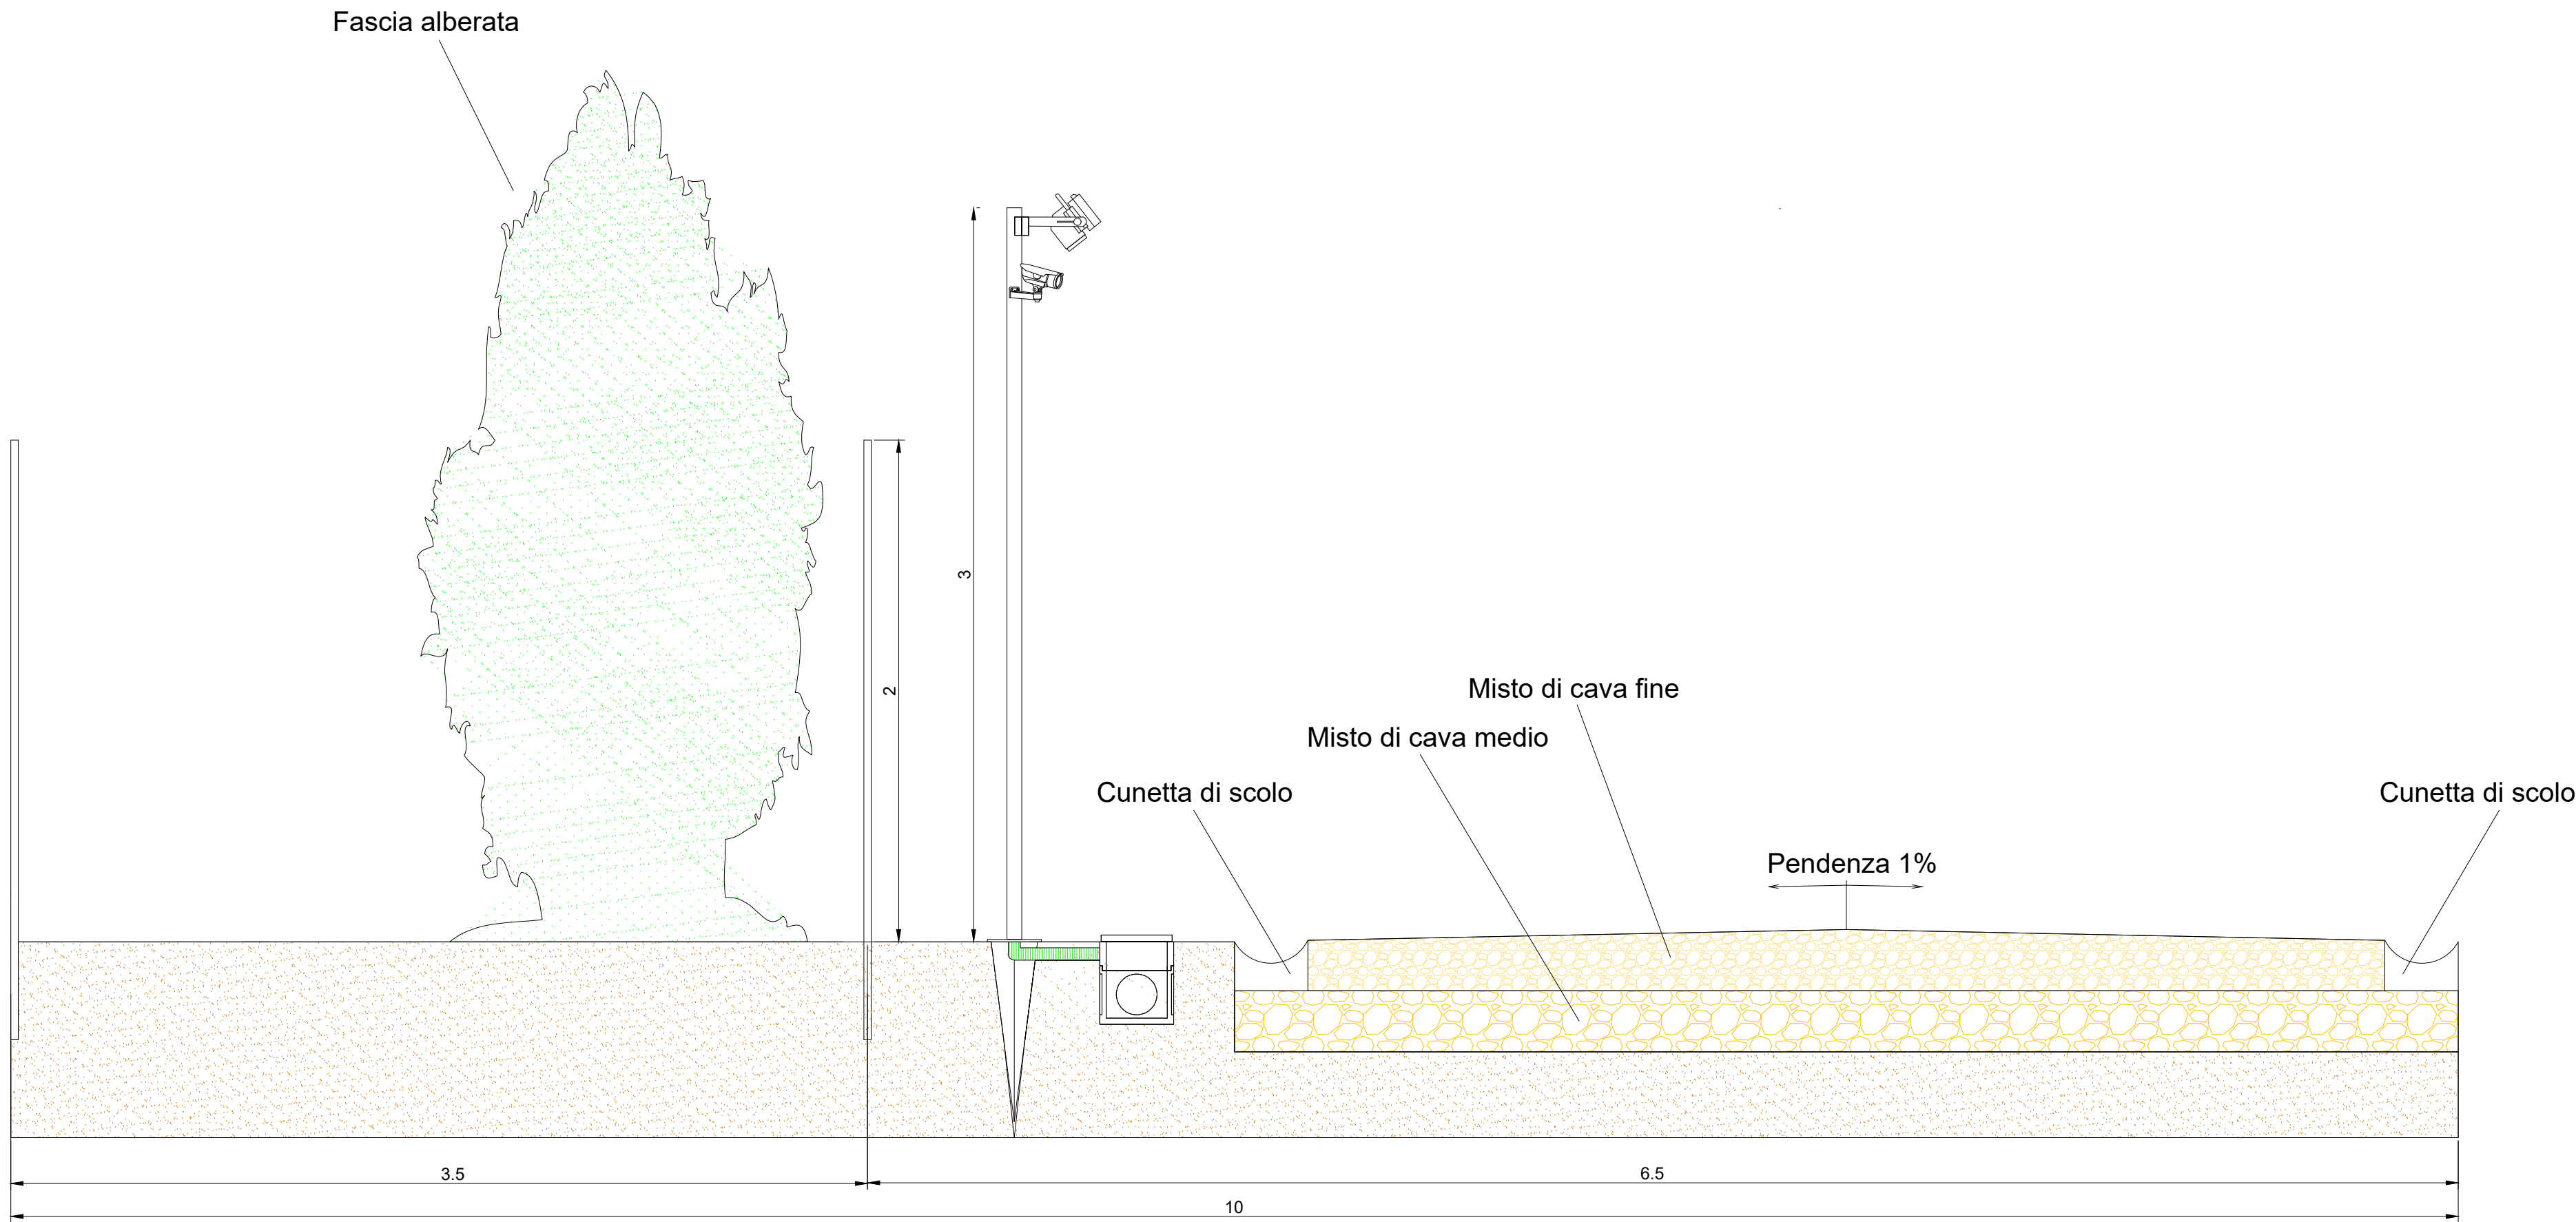 Fascia alberata
3
2
Misto di cava fine
Misto di cava medio
Cunetta di scolo
Cunetta di scolo
Pendenza 1%
3.5
6.5
10